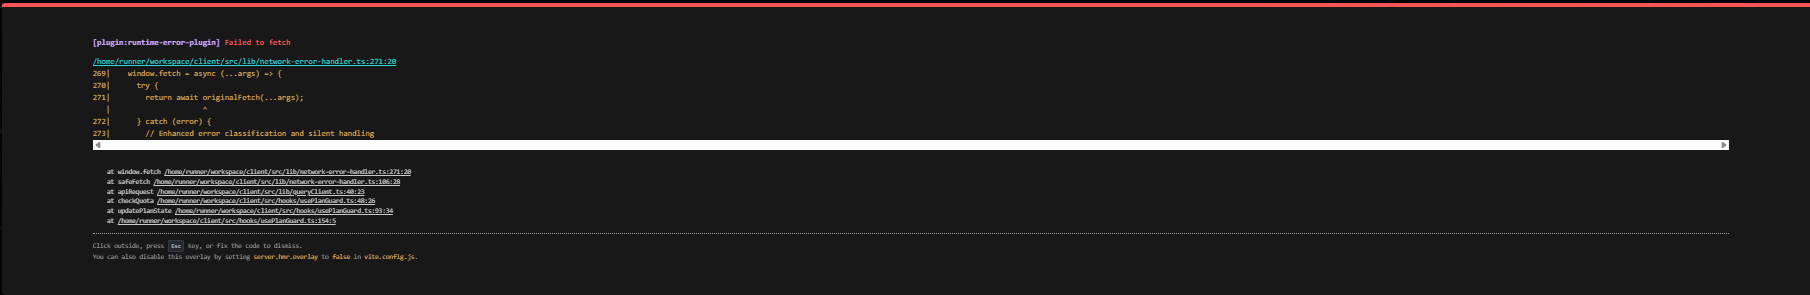 [plugin:runtime-error-plugin] Failed to fetch
/home/runner/workspace/client/src/lib/network-error-handler.ts:271:20
269|    window.fetch = async (...args) => {
270|      try {
271|        return await originalFetch(...args);
   |                     ^
272|      } catch (error) {
273|        // Enhanced error classification and silent handling
at window.fetch /home/runner/workspace/client/src/lib/network-error-handler.ts:271:20
at safeFetch /home/runner/workspace/client/src/lib/network-error-handler.ts:106:28
at apiRequest /home/runner/workspace/client/src/lib/queryClient.ts:40:23
at checkQuota /home/runner/workspace/client/src/hooks/usePlanGuard.ts:48:26
at updatePlanState /home/runner/workspace/client/src/hooks/usePlanGuard.ts:93:34
at /home/runner/workspace/client/src/hooks/usePlanGuard.ts:154:5
Click outside, press Esc key, or fix the code to dismiss.
You can also disable this overlay by setting server.hmr.overlay to false in vite.config.js.